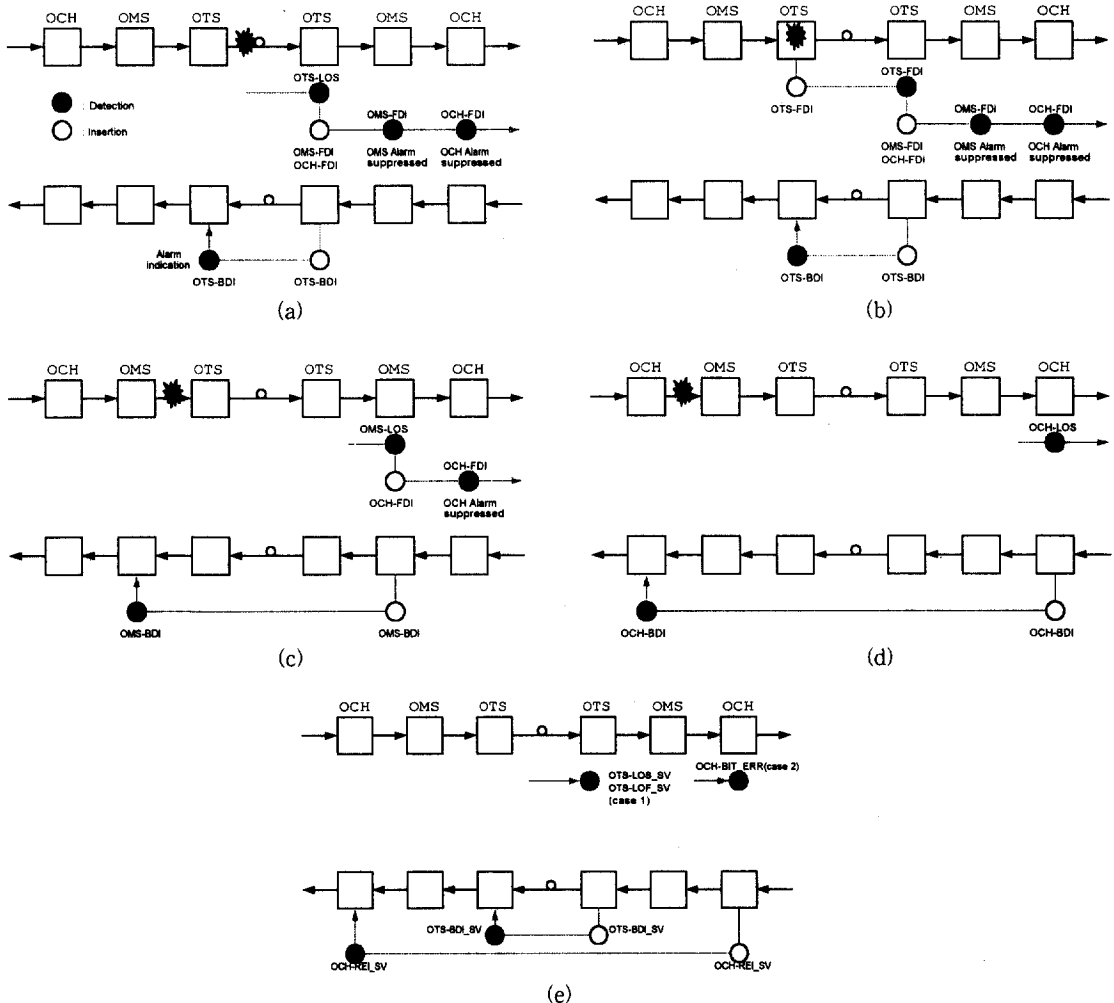 OCH OMS OTS OTS OMS OCH
OTS-LOS
: Detection
: Insertion
OMS-FDI OCH-FDI
OMS-FDI OMS Alarm OCH Alarm
OCH-FDI suppressed suppressed
Alarm
indication
OTS-BDI OTS-BDI
(a)
OCH OMS OTS OTS OMS OCH
OTS-FDI
OTS-FDI
OMS-FDI OCH-FDI
OMS-FDI OMS Alarm OCH Alarm
OCH-FDI suppressed suppressed
OTS-BDI OTS-BDI
(b)
OCH OMS OTS OTS OMS OCH
OMS-LOS
OCH-FDI
OCH-FDI OCH Alarm
suppressed
OMS-BDI OMS-BDI
(c)
OCH OMS OTS OTS OMS OCH
OCH-LOS
OCH-BDI OCH-BDI
(d)
OCH OMS OTS OTS OMS OCH
OCH-BIT_ERR(case 2)
OTS-LOS_SV
OTS-LOF_SV
(case 1)
OTS-BDI_SV OTS-BDI_SV
OCH-REI_SV OCH-REI_SV
(e)